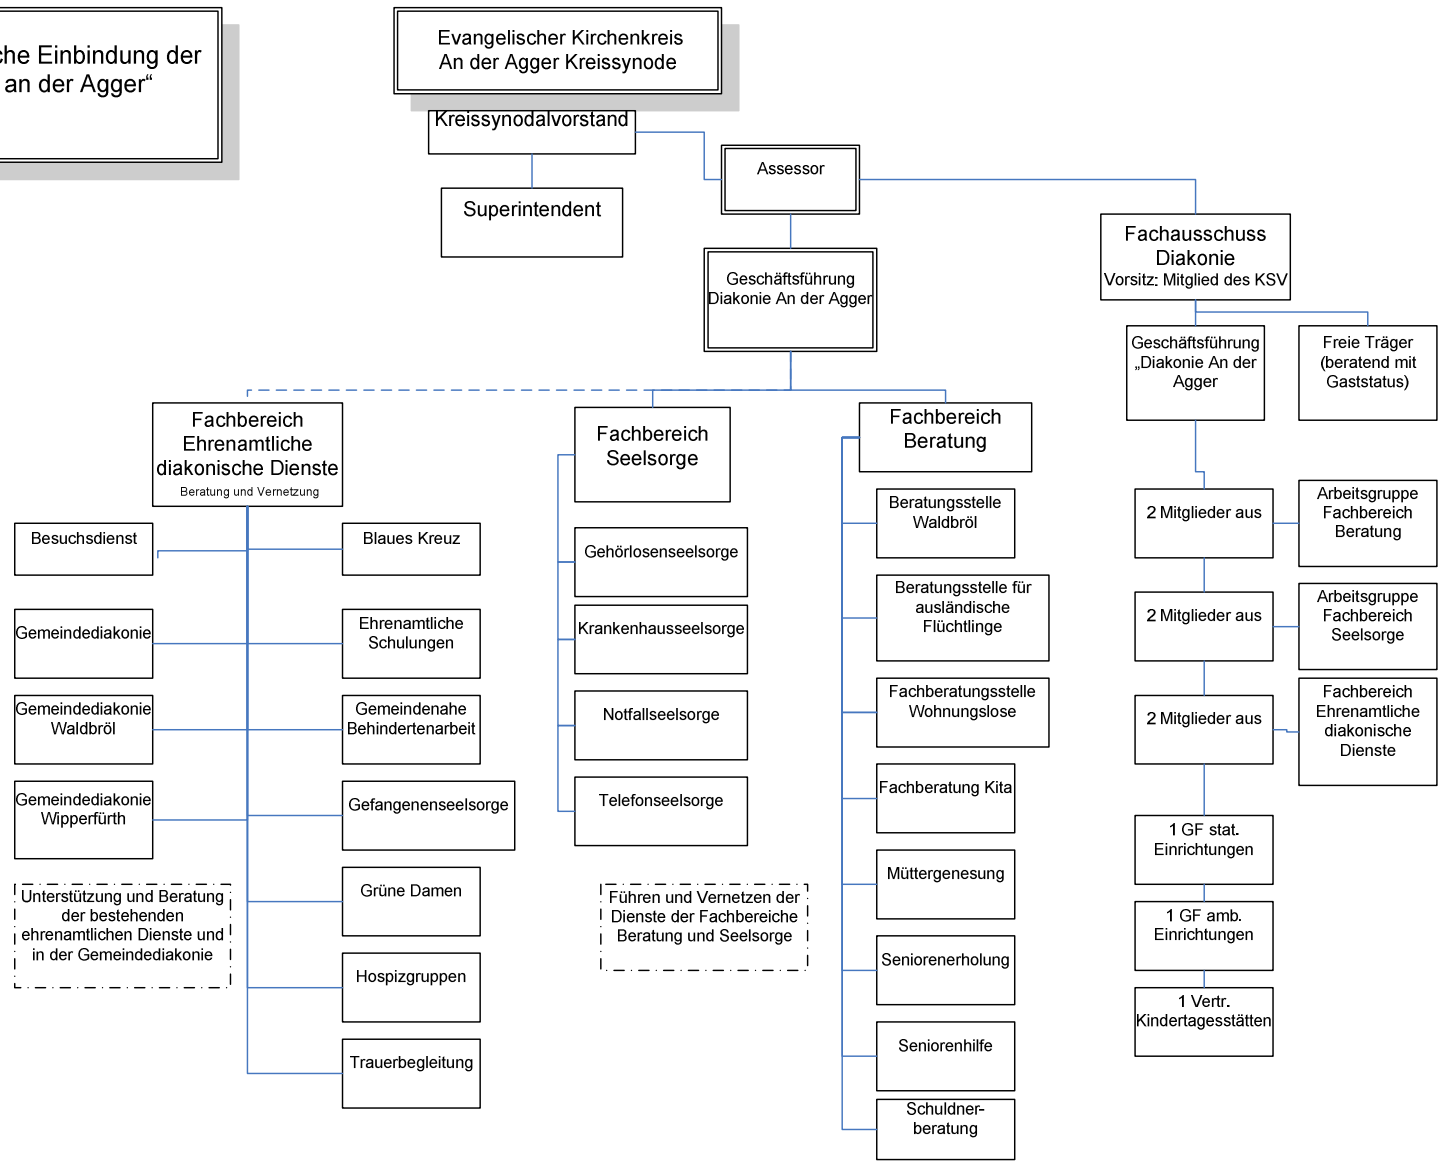 che Einbindung der
an der Agger“
Evangelischer Kirchenkreis
An der Agger Kreissynode
Kreissynodalvorstand
Superintendent
Assessor
Geschäftsführung
Diakonie An der Agger
Fachausschuss
Diakonie
Vorsitz: Mitglied des KSV
Geschäftsführung
„Diakonie An der
Agger
Freie Träger
(beratend mit
Gaststatus)
Fachbereich
Ehrenamtliche
diakonische Dienste
Beratung und Vernetzung
Besuchsdienst
Gemeindediakonie
Gemeindediakonie
Waldbröl
Gemeindediakonie
Wipperfürth
Unterstützung und Beratung
der bestehenden
ehrenamtlichen Dienste und
in der Gemeindediakonie
Blaues Kreuz
Ehrenamtliche
Schulungen
Gemeindenahe
Behindertenarbeit
Gefangenenseelsorge
Grüne Damen
Hospizgruppen
Trauerbegleitung
Fachbereich
Seelsorge
Gehörlosenseelsorge
Krankenhausseelsorge
Notfallseelsorge
Telefonseelsorge
Führen und Vernetzen der
Dienste der Fachbereiche
Beratung und Seelsorge
Fachbereich
Beratung
Beratungsstelle
Waldbröl
Beratungsstelle für
ausländische
Flüchtlinge
Fachberatungsstelle
Wohnungslose
Fachberatung Kita
Müttergenesung
Seniorenerholung
Seniorenhilfe
Schuldner-
beratung
2 Mitglieder aus
Arbeitsgruppe
Fachbereich
Beratung
2 Mitglieder aus
Arbeitsgruppe
Fachbereich
Seelsorge
2 Mitglieder aus
Fachbereich
Ehrenamtliche
diakonische
Dienste
1 GF stat.
Einrichtungen
1 GF amb.
Einrichtungen
1 Vertr.
Kindertagesstätten